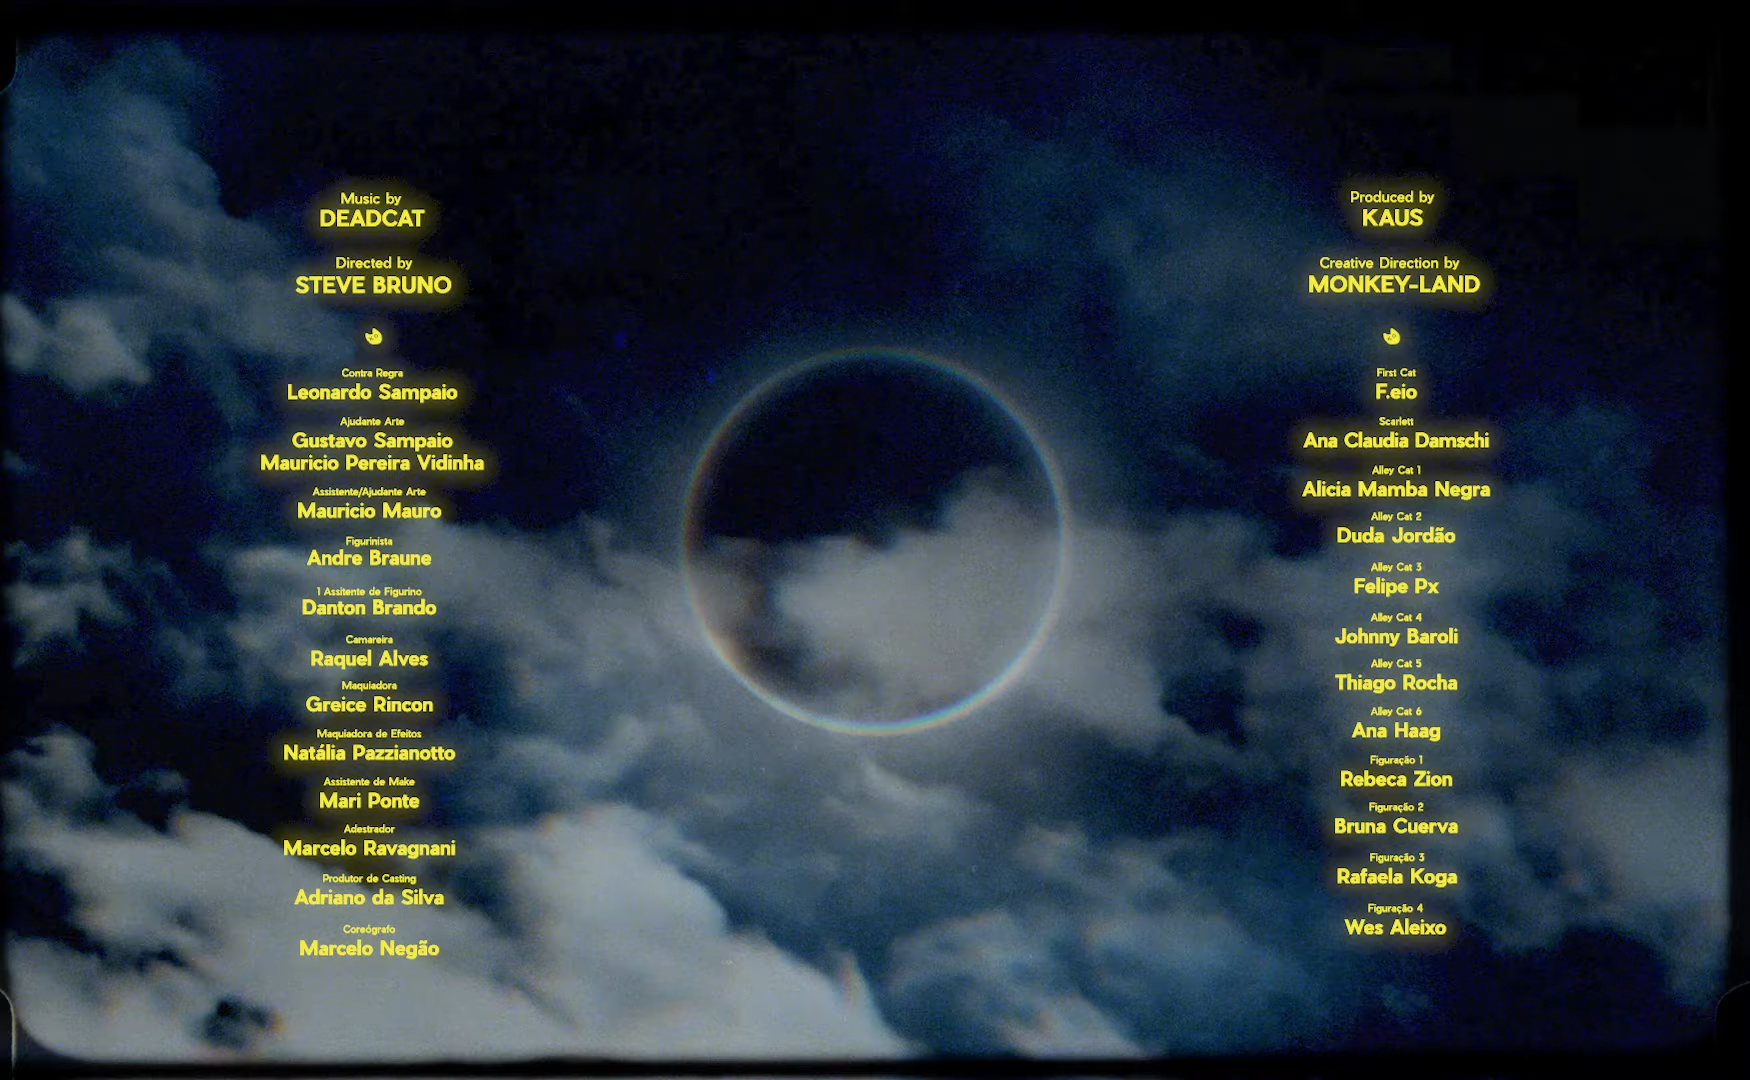 Music by
DEADCAT
Directed by
STEVE BRUNO
Contra Regra
Leonardo Sampaio
Ajudante Arte
Gustavo Sampaio
Mauricio Pereira Vidinha
Assistente/Ajudante Arte
Mauricio Mauro
Figurinista
Andre Braune
1 Assitente de Figurino
Danton Brando
Camareira
Raquel Alves
Maquiadora
Greice Rincon
Maquiadora de Efeitos
Natália Pazzianotto
Assistente de Make
Mari Ponte
Adestrador
Marcelo Ravagnani
Produtor de Casting
Adriano da Silva
Coreógrafo
Marcelo Negão
Produced by
KAUS
Creative Direction by
MONKEY-LAND
First Cat
F.eio
Scarlett
Ana Claudia Damschi
Alley Cat 1
Alicia Mamba Negra
Alley Cat 2
Duda Jordão
Alley Cat 3
Felipe Px
Alley Cat 4
Johnny Baroli
Alley Cat 5
Thiago Rocha
Alley Cat 6
Ana Haag
Figuração 1
Rebeca Zion
Figuração 2
Bruna Cuerva
Figuração 3
Rafaela Koga
Figuração 4
Wes Aleixo